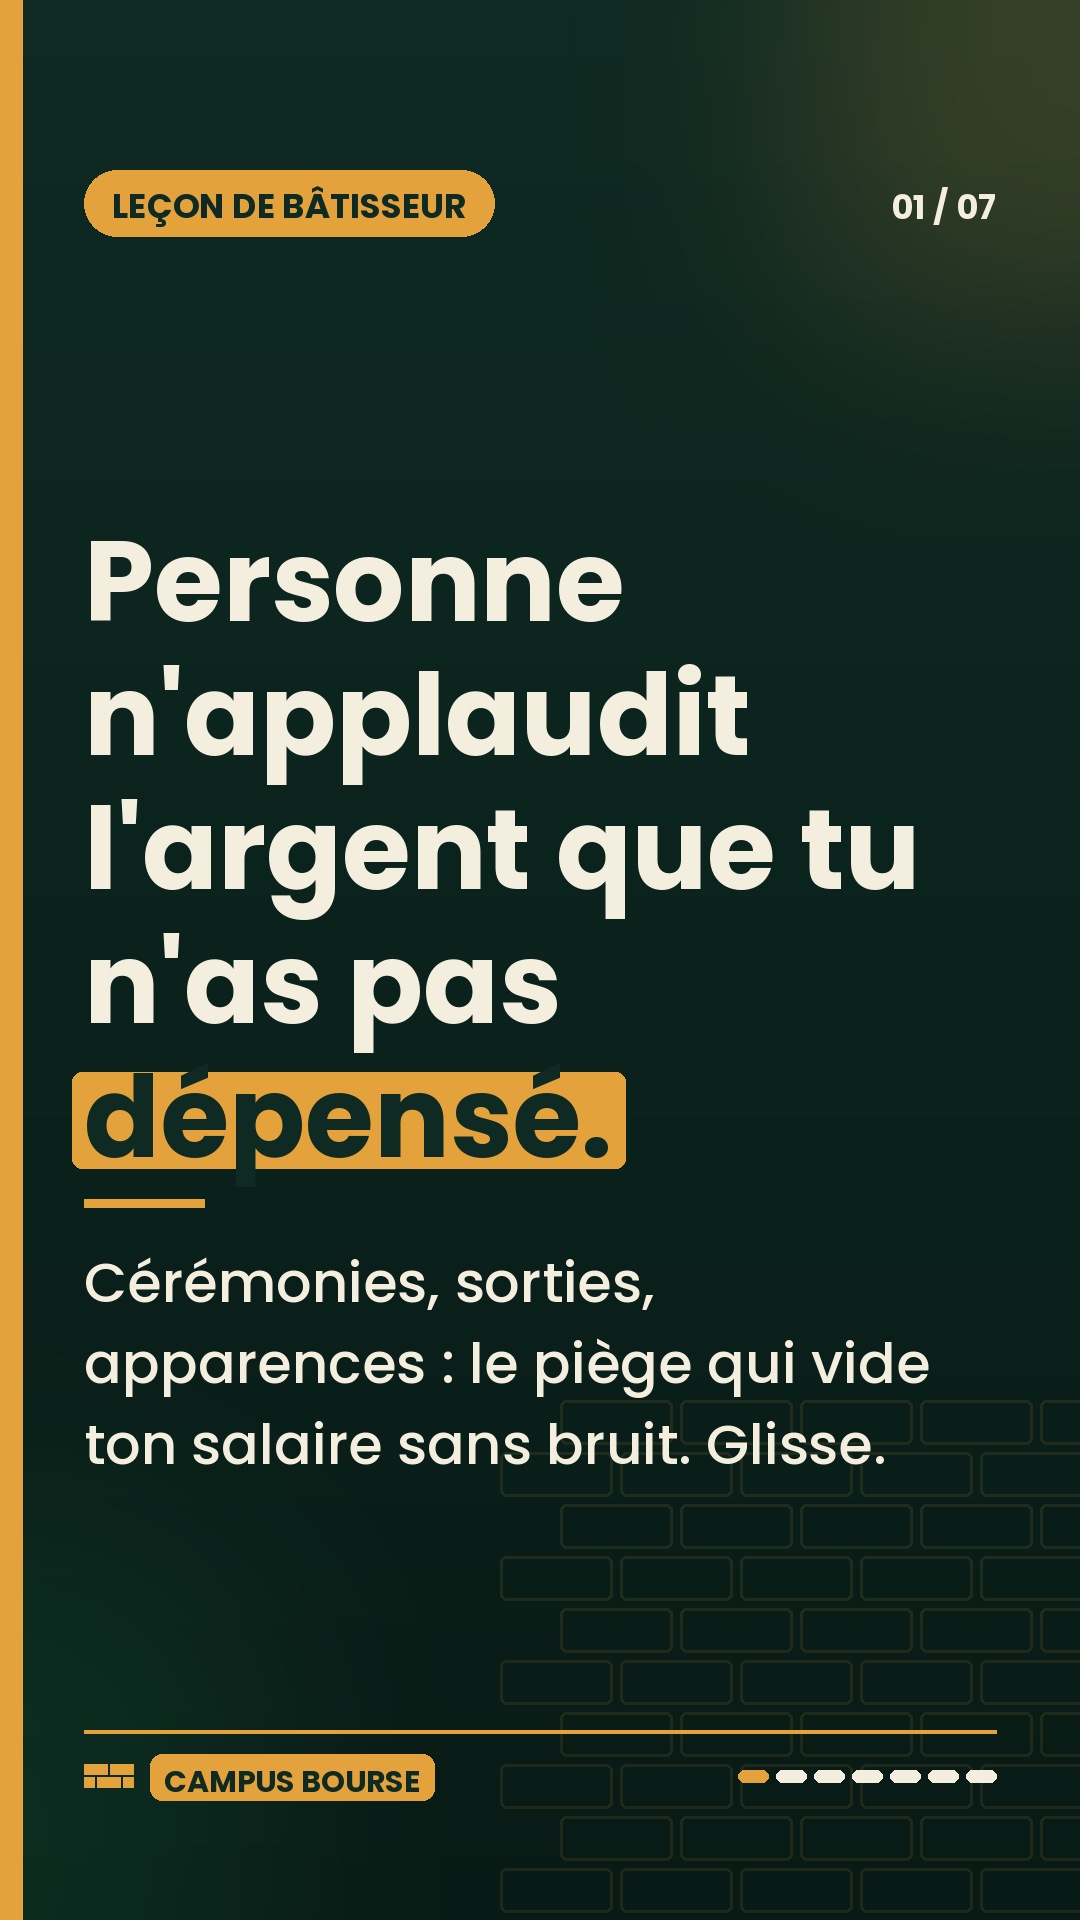 LEÇON DE BÂTISSEUR
01 / 07
Personne
n'applaudit
l'argent que tu
n'as pas
dépensé.
Cérémonies, sorties,
apparences : le piège qui vide
ton salaire sans bruit. Glisse.
CAMPUS BOURSE